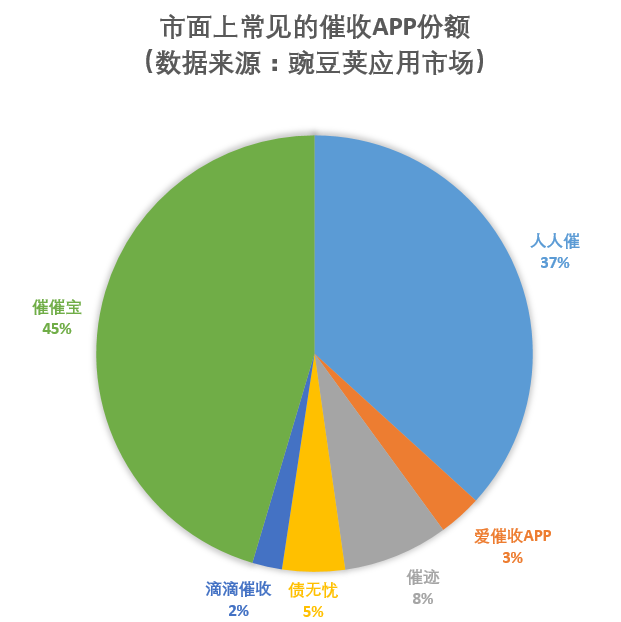 市面上常见的催收APP份额
（数据来源：豌豆荚应用市场）
人人催
37%
催催宝
45%
爱催收APP
3%
催迹
8%
滴滴催收
2%
债无忧
5%